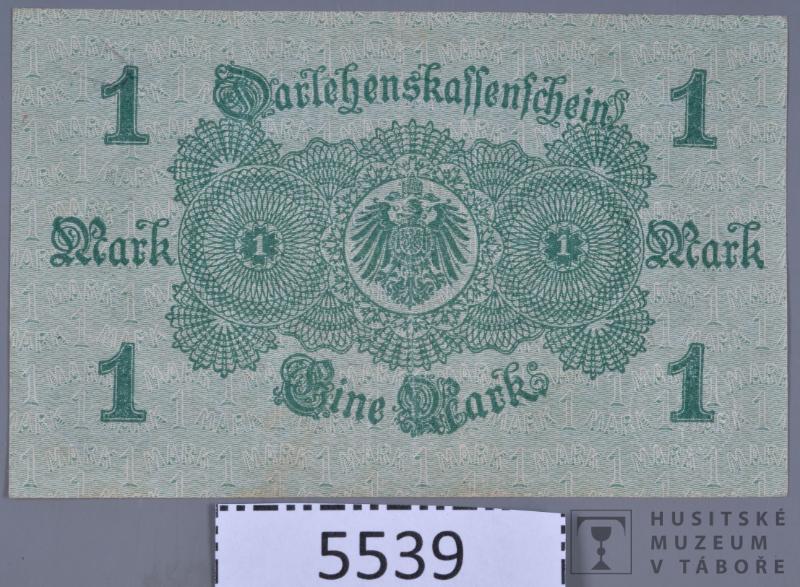 1 Darlehenskassenschein 1
Mark 1 1 Mark
1 Eine Mark 1
5539
HUSITSKÉ
MUZEUM
V TÁBOŘE